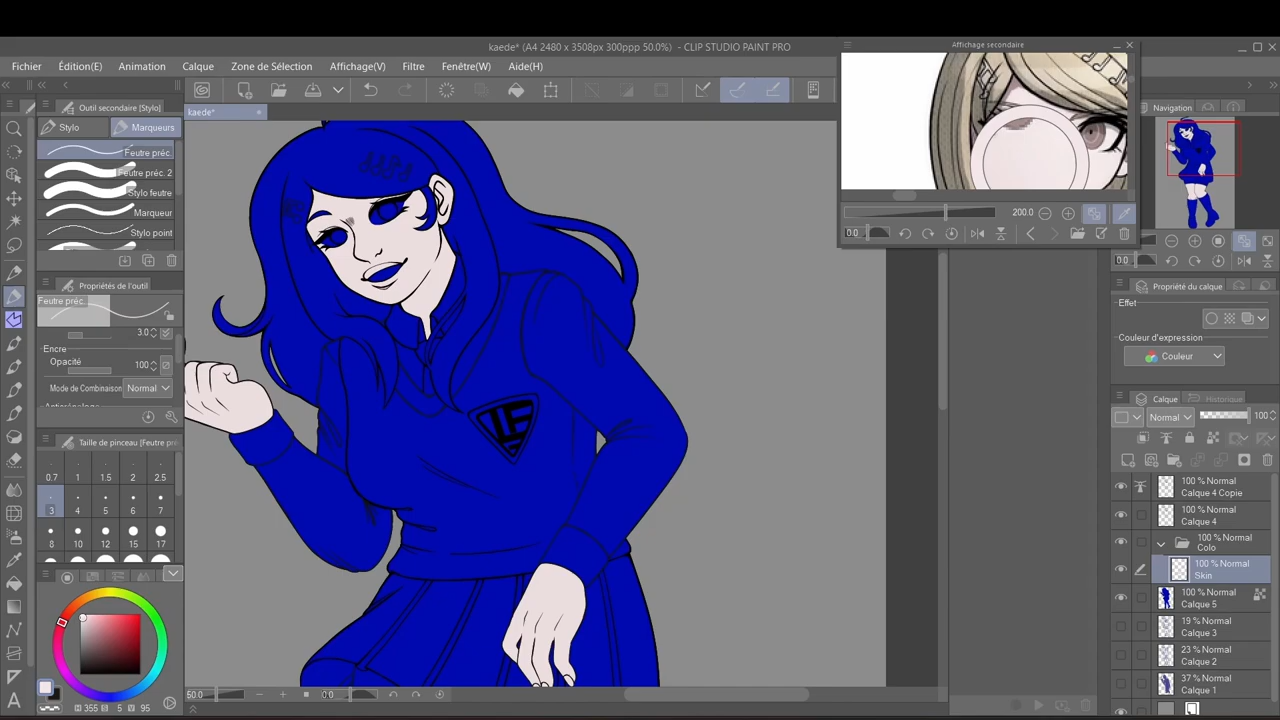 kaede* (A4 2480 x 3508px 300ppp 50.0%) - CLIP STUDIO PAINT PRO
Affichage secondaire
Fichier Édition(E) Animation Calque Zone de Sélection Affichage(V) Filtre Fenêtre(W) Aide(H)
Outil secondaire [Stylo]
kaede*
Navigation
Stylo Marqueurs
Feutre préc.
Feutre préc. 2
Stylo feutre
Marqueur
Stylo point
200.0
0.0
0.0
Propriétés de l'outil
Propriété du calque
Feutre préc.
Effet
3.0
Encre
Couleur d'expression
Opacité 100
Couleur
Mode de Combinaison Normal
Calque Historique
Normal 100
Taille de pinceau [Feutre pré
0.7 1 1.5 2 2.5
3 4 5 6 7
8 10 12 15 17
100 % Normal
Calque 4 Copie
100 % Normal
Calque 4
100 % Normal
Colo
100 % Normal
Skin
100 % Normal
Calque 5
19 % Normal
Calque 3
23 % Normal
Calque 2
37 % Normal
Calque 1
50.0 0.0
H 355 S 5 V 95